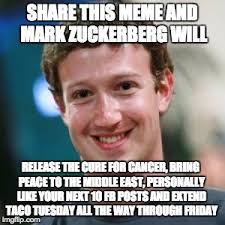 SHARE THIS MEME AND
MARK ZUCKERBERG WILL
RELEASE THE CURE FOR CANCER, BRING
PEACE TO THE MIDDLE EAST, PERSONALLY
LIKE YOUR NEXT 10 FB POSTS AND EXTEND
TACO TUESDAY ALL THE WAY THROUGH FRIDAY
imgflip.com